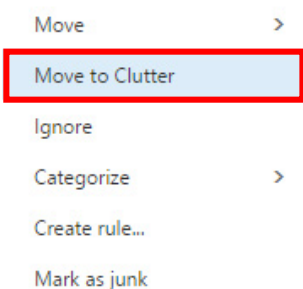 Move
Move to Clutter
Ignore
Categorize
Create rule...
Mark as junk